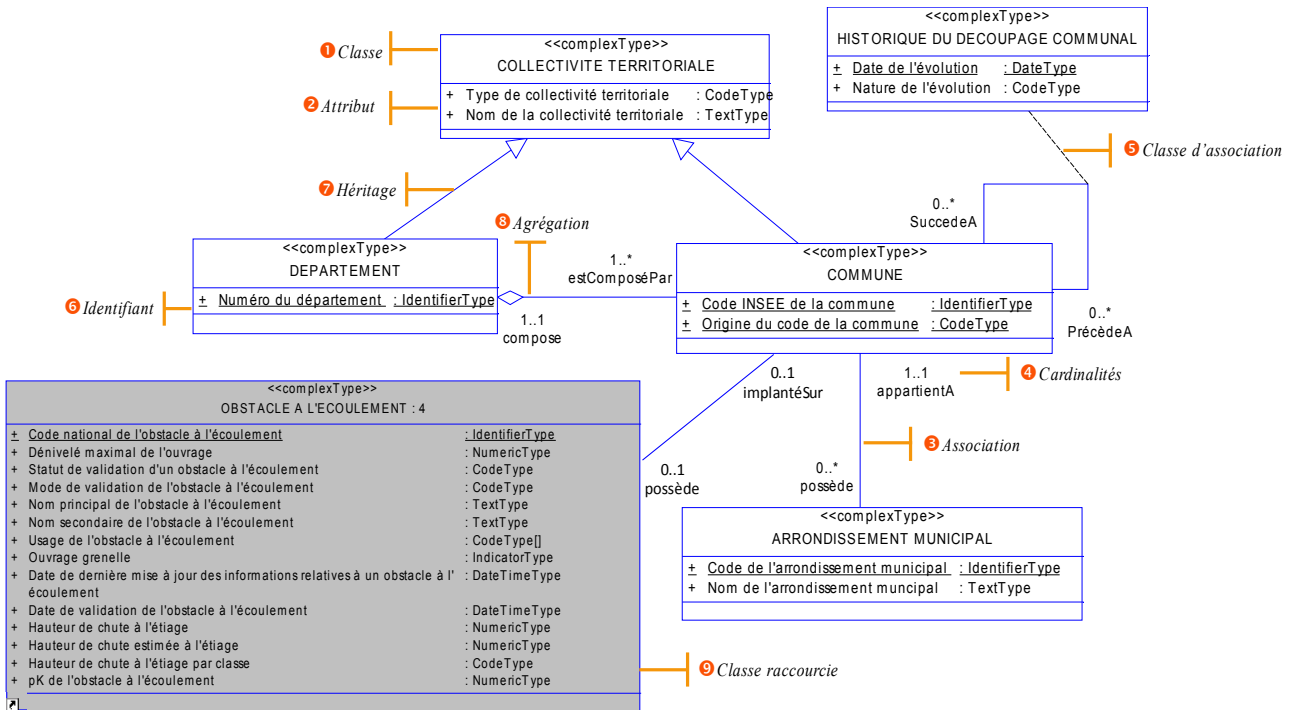 <<complexType>>
HISTORIQUE DU DECOUPAGE COMMUNAL
+ Date de l'évolution : DateType
+ Nature de l'évolution : CodeType
❶ Classe
<<complexType>>
COLLECTIVITE TERRITORIALE
❷ Attribut
+ Type de collectivité territoriale : CodeType
+ Nom de la collectivité territoriale : TextType
❺ Classe d'association
❼ Héritage
0..*
SuccedeA
❽ Agrégation
<<complexType>>
DEPARTEMENT
❻ Identifiant
+ Numéro du département : IdentifierType
1..*
estComposéPar
1..1
compose
<<complexType>>
COMMUNE
+ Code INSEE de la commune : IdentifierType
+ Origine du code de la commune : CodeType
0..*
PrécèdeA
0..1
implantéSur
1..1
appartientA
❹ Cardinalités
❸ Association
0..1
possède
0..*
possède
<<complexType>>
OBSTACLE A L'ECOULEMENT : 4
+ Code national de l'obstacle à l'écoulement : IdentifierType
+ Dénivelé maximal de l'ouvrage : NumericType
+ Statut de validation d'un obstacle à l'écoulement : CodeType
+ Mode de validation de l'obstacle à l'écoulement : CodeType
+ Nom principal de l'obstacle à l'écoulement : TextType
+ Nom secondaire de l'obstacle à l'écoulement : TextType
+ Usage de l'obstacle à l'écoulement : CodeType[]
+ Ouvrage grenelle : IndicatorType
+ Date de dernière mise à jour des informations relatives à un obstacle à l' : DateTimeType
écoulement
+ Date de validation de l'obstacle à l'écoulement : DateTimeType
+ Hauteur de chute à l'étiage : NumericType
+ Hauteur de chute estimée à l'étiage : NumericType
+ Hauteur de chute à l'étiage par classe : CodeType
+ pK de l'obstacle à l'écoulement : NumericType
<<complexType>>
ARRONDISSEMENT MUNICIPAL
+ Code de l'arrondissement municipal : IdentifierType
+ Nom de l'arrondissement muncipal : TextType
❾ Classe raccourcie